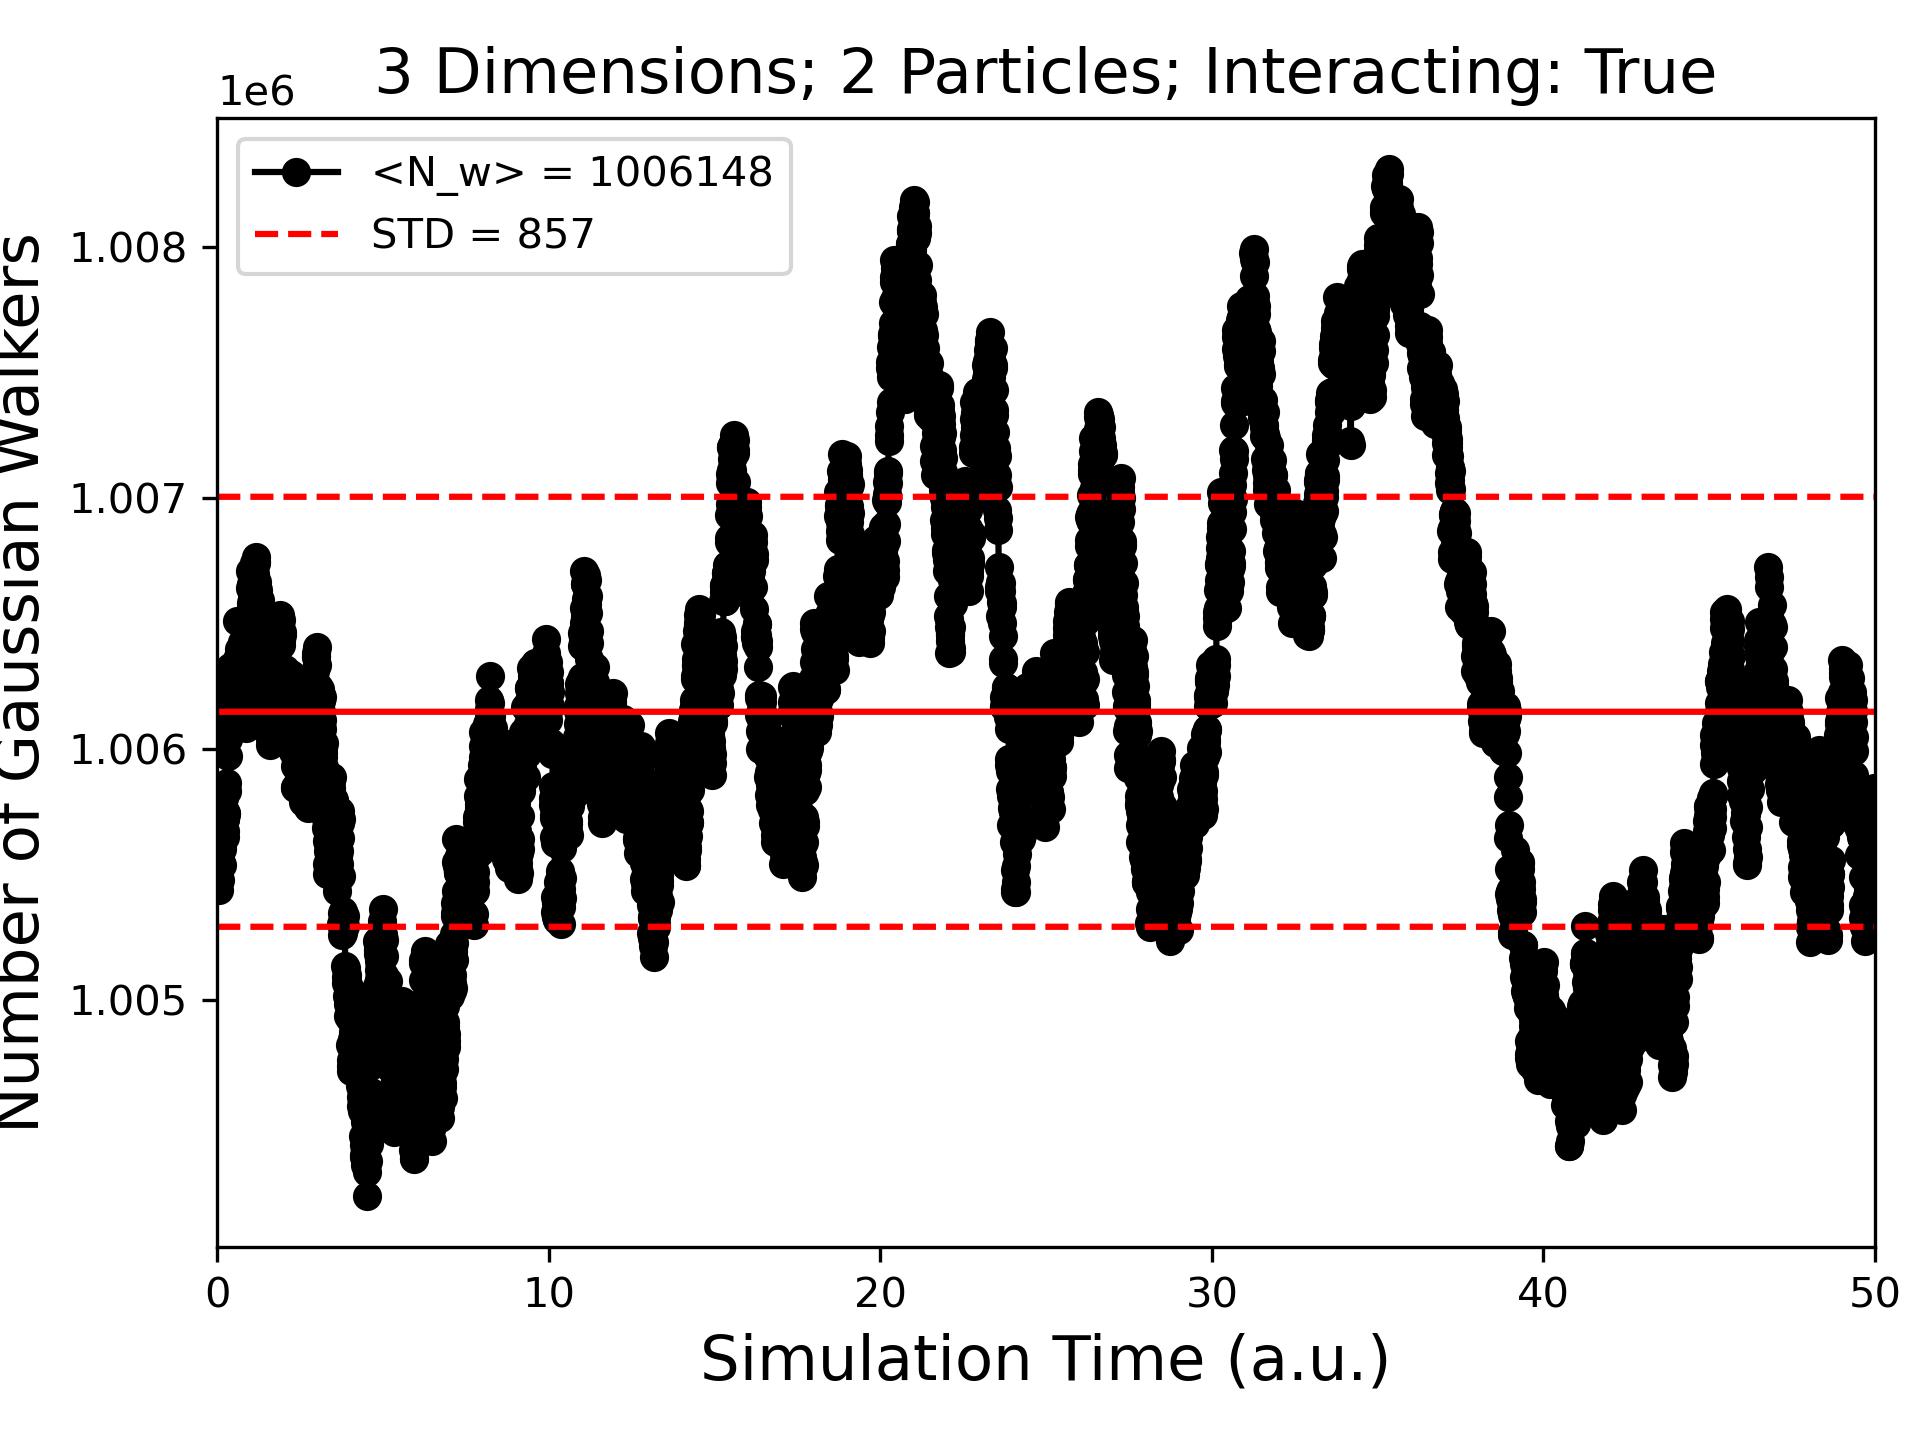 3 Dimensions; 2 Particles; Interacting: True
1e6
<N_w> = 1006148
STD = 857
Number of Gaussian Walkers
1.008
1.007
1.006
1.005
0 10 20 30 40 50
Simulation Time (a.u.)